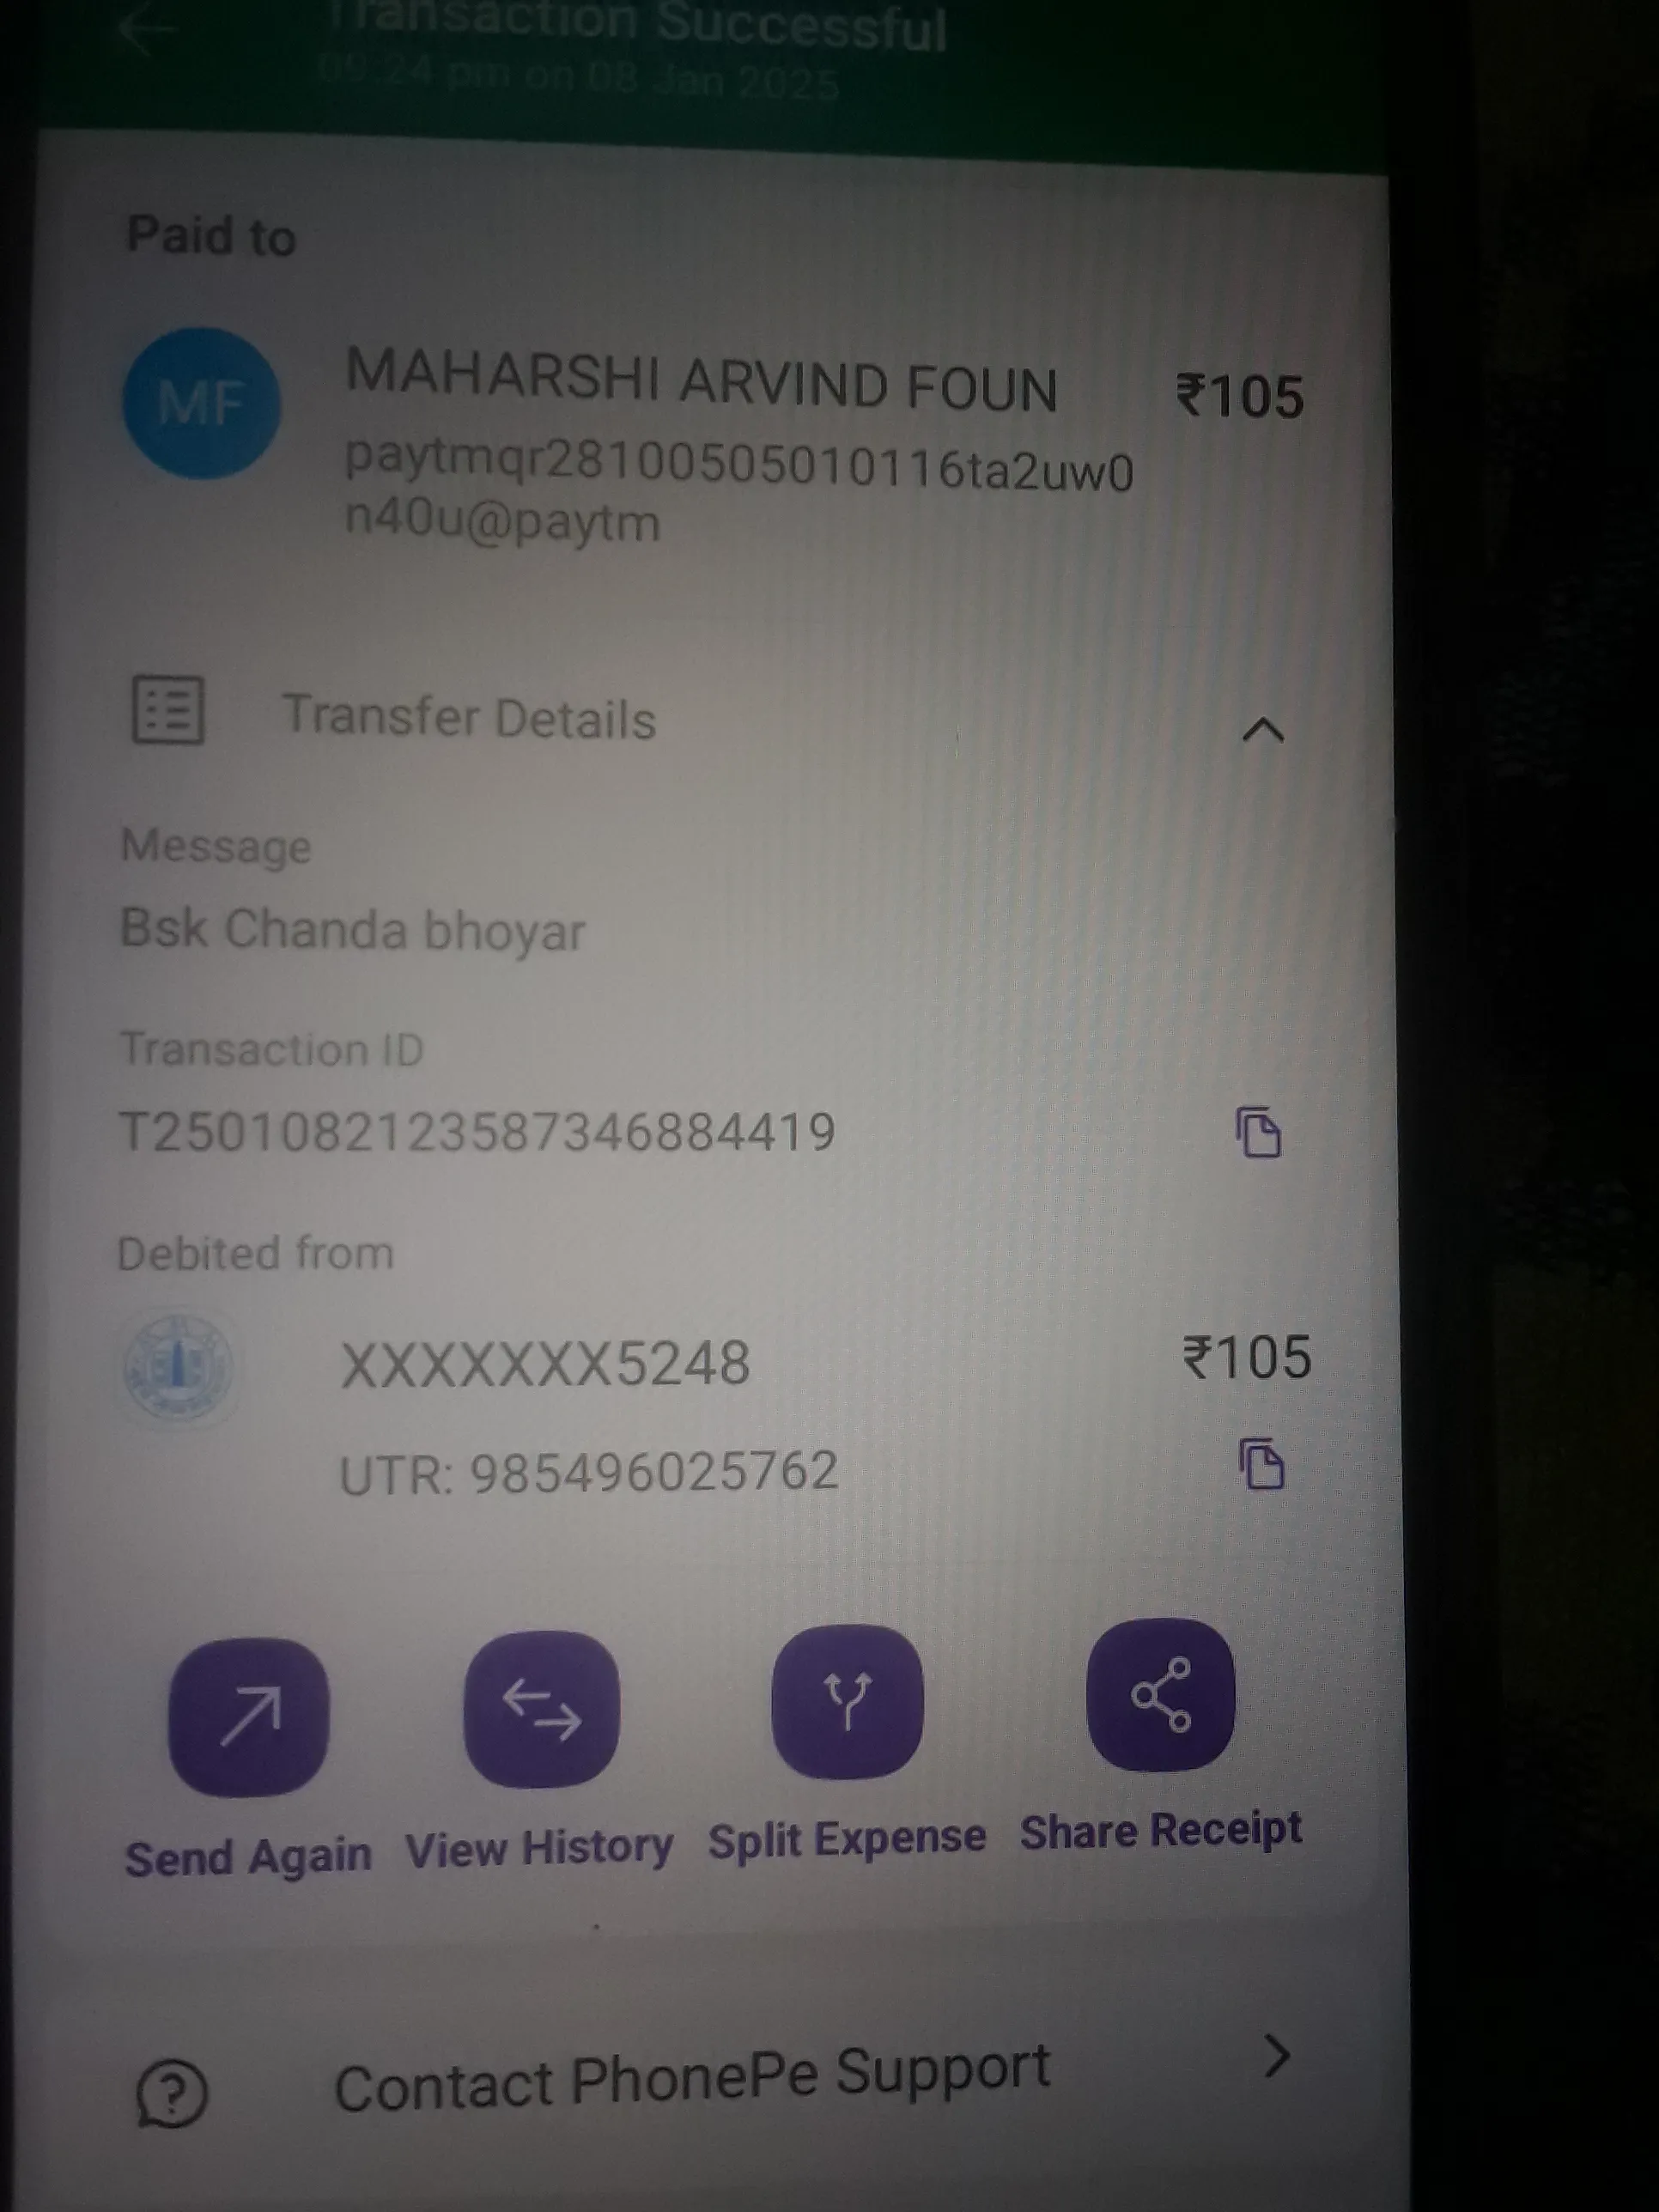 Transaction Successful
09:24 pm on 08 Jan 2025
Paid to
MF
MAHARSHI ARVIND FOUN
₹105
paytmqr28100505010116ta2uw0
n40u@paytm
Transfer Details
Message
Bsk Chanda bhoyar
Transaction ID
T2501082123587346884419
Debited from
XXXXXXX5248
₹105
UTR: 985496025762
Send Again View History Split Expense Share Receipt
Contact PhonePe Support